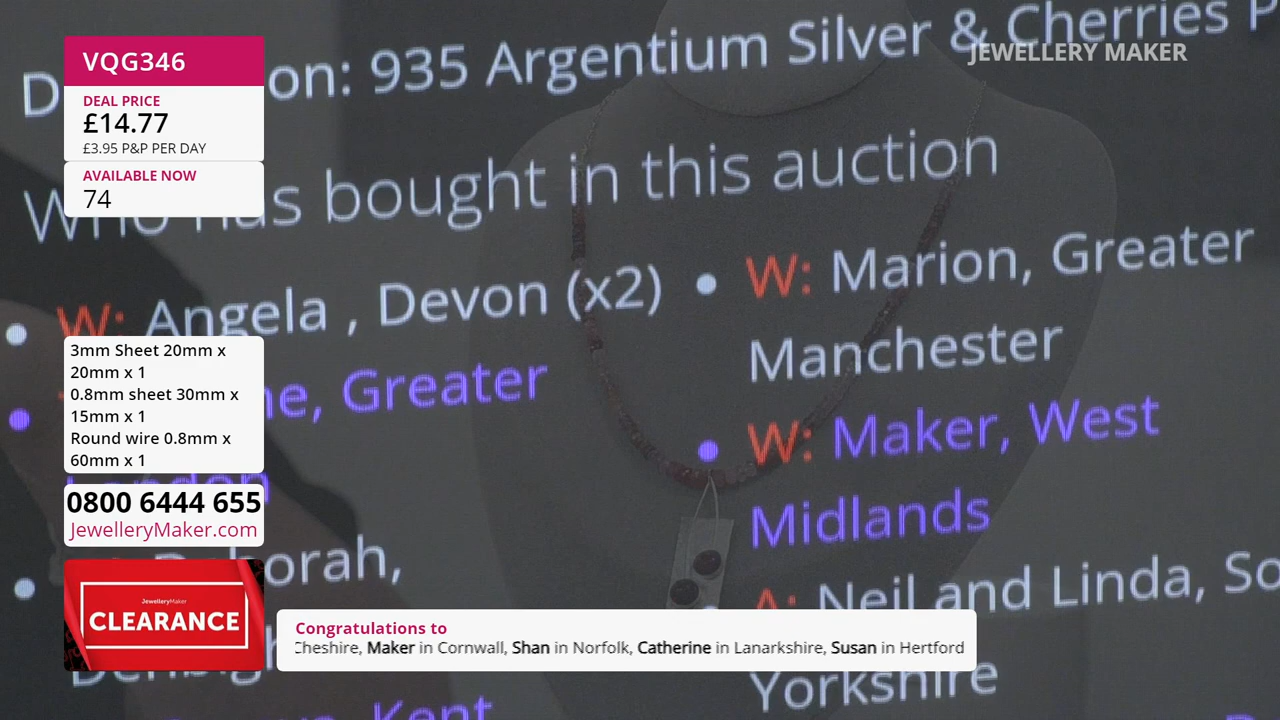 D on: 935 Argentium Silver & Cherries P
JEWELLERY MAKER
VQG346
DEAL PRICE
£14.77
£3.95 P&P PER DAY
AVAILABLE NOW
74
Who has bought in this auction
W: Angela , Devon (x2)
W: Marion, Greater
Manchester
ne, Greater
W: Maker, West
Midlands
orah,
A: Neil and Linda, So
Yorkshire
Kent
3mm Sheet 20mm x
20mm x 1
0.8mm sheet 30mm x
15mm x 1
Round wire 0.8mm x
60mm x 1
0800 6444 655
JewelleryMaker.com
JewelleryMaker
CLEARANCE
Congratulations to
Cheshire, Maker in Cornwall, Shan in Norfolk, Catherine in Lanarkshire, Susan in Hertford